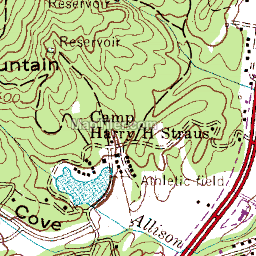 Reservoir
Reservoir
untain
Camp
Harry H Straus
Athletic field
Cove
Allison